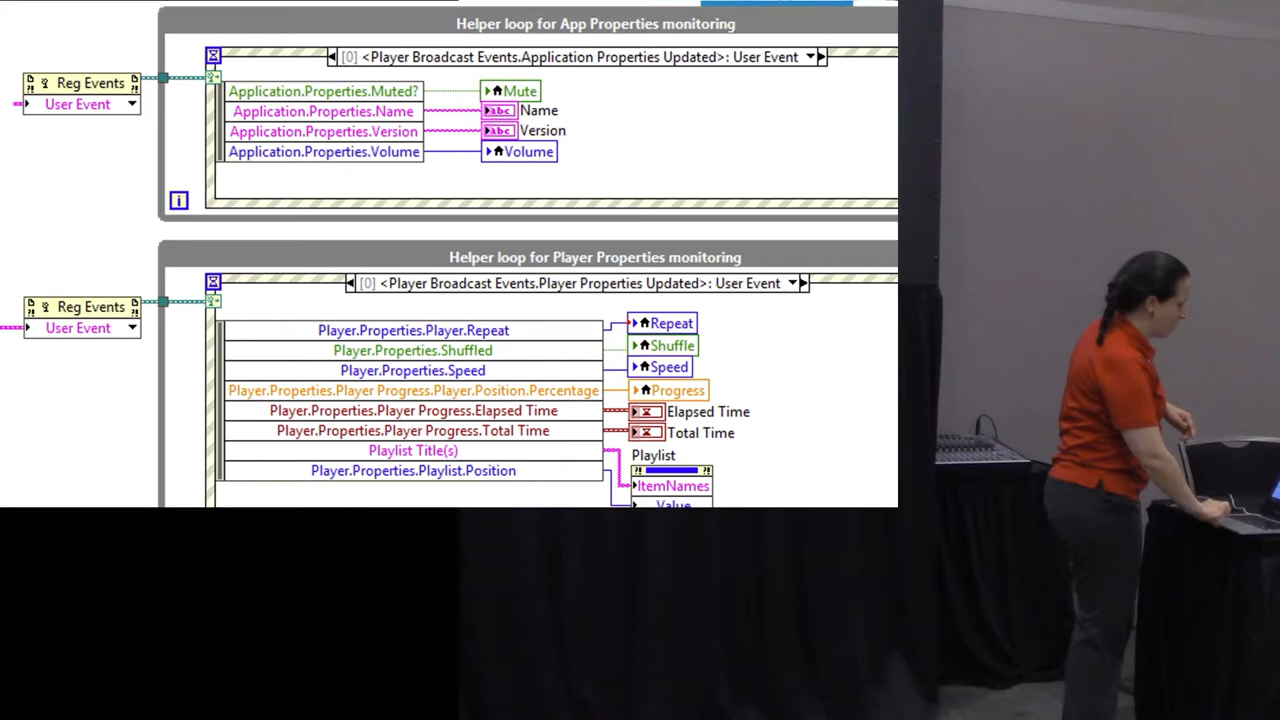 Helper loop for App Properties monitoring
[0] <Player Broadcast Events.Application Properties Updated>: User Event
Reg Events
User Event
Application.Properties.Muted?
Mute
Application.Properties.Name
abc
Name
Application.Properties.Version
abc
Version
Application.Properties.Volume
Volume
i
Helper loop for Player Properties monitoring
[0] <Player Broadcast Events.Player Properties Updated>: User Event
Reg Events
User Event
Player.Properties.Player.Repeat
Repeat
Player.Properties.Shuffled
Shuffle
Player.Properties.Speed
Speed
Player.Properties.Player Progress.Player.Position.Percentage
Progress
Player.Properties.Player Progress.Elapsed Time
Elapsed Time
Player.Properties.Player Progress.Total Time
Total Time
Playlist Title(s)
Playlist
Player.Properties.Playlist.Position
ItemNames
Value